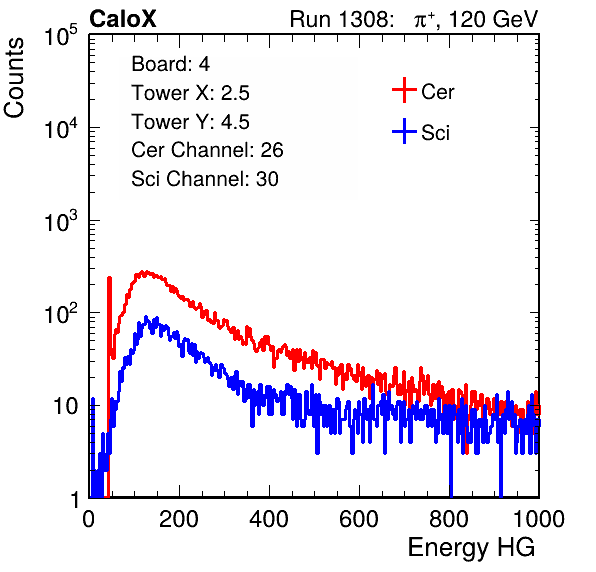 CaloX Run 1308: π⁺, 120 GeV
Counts
Board: 4
Tower X: 2.5
Tower Y: 4.5
Cer Channel: 26
Sci Channel: 30
Cer
Sci
10⁵
10⁴
10³
10²
10
1
0 200 400 600 800 1000
Energy HG